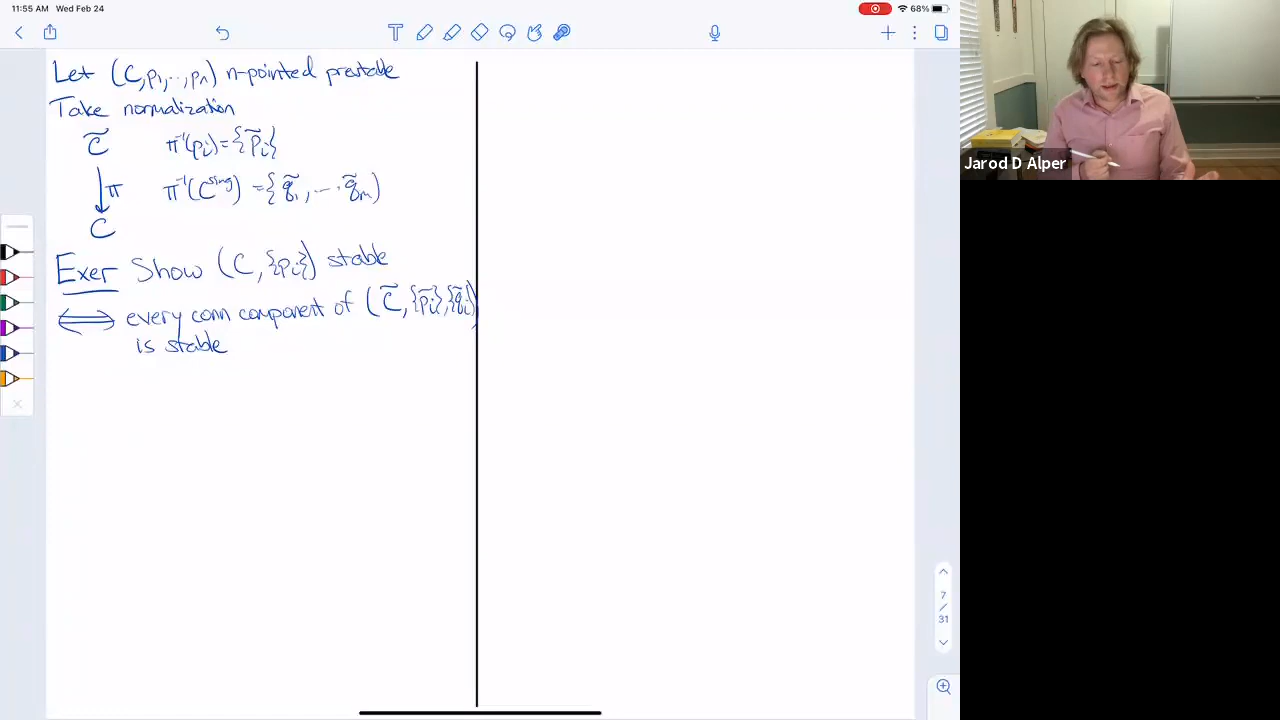 11:55 AM Wed Feb 24
68%
Let (C, p₁, ..., pₙ) n-pointed prestable
Take normalization
C̃ π⁻¹(pᵢ) = {p̃ᵢ}
π π⁻¹(Cˢⁱⁿᵍ) = {q̃₁, ... q̃ₘ}
C
Exer Show (C, {pᵢ}) stable
⟺ every conn component of (C̃, {p̃ᵢ}, {q̃ᵢ})
is stable
Jarod D Alper
7
/
31